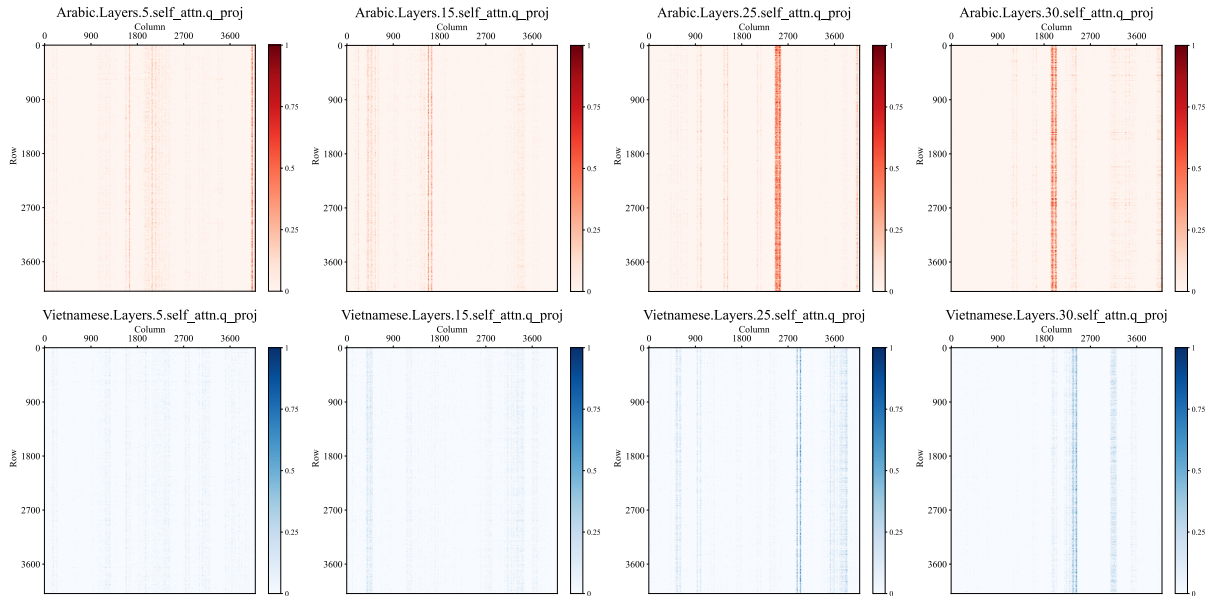 Arabic.Layers.5.self_attn.q_proj
Column
0 900 1800 2700 3600
Row
0
900
1800
2700
3600
1
0.75
0.5
0.25
0
Arabic.Layers.15.self_attn.q_proj
Column
0 900 1800 2700 3600
Row
0
900
1800
2700
3600
1
0.75
0.5
0.25
0
Arabic.Layers.25.self_attn.q_proj
Column
0 900 1800 2700 3600
Row
0
900
1800
2700
3600
1
0.75
0.5
0.25
0
Arabic.Layers.30.self_attn.q_proj
Column
0 900 1800 2700 3600
Row
0
900
1800
2700
3600
1
0.75
0.5
0.25
0
Vietnamese.Layers.5.self_attn.q_proj
Column
0 900 1800 2700 3600
Row
0
900
1800
2700
3600
1
0.75
0.5
0.25
0
Vietnamese.Layers.15.self_attn.q_proj
Column
0 900 1800 2700 3600
Row
0
900
1800
2700
3600
1
0.75
0.5
0.25
0
Vietnamese.Layers.25.self_attn.q_proj
Column
0 900 1800 2700 3600
Row
0
900
1800
2700
3600
1
0.75
0.5
0.25
0
Vietnamese.Layers.30.self_attn.q_proj
Column
0 900 1800 2700 3600
Row
0
900
1800
2700
3600
1
0.75
0.5
0.25
0